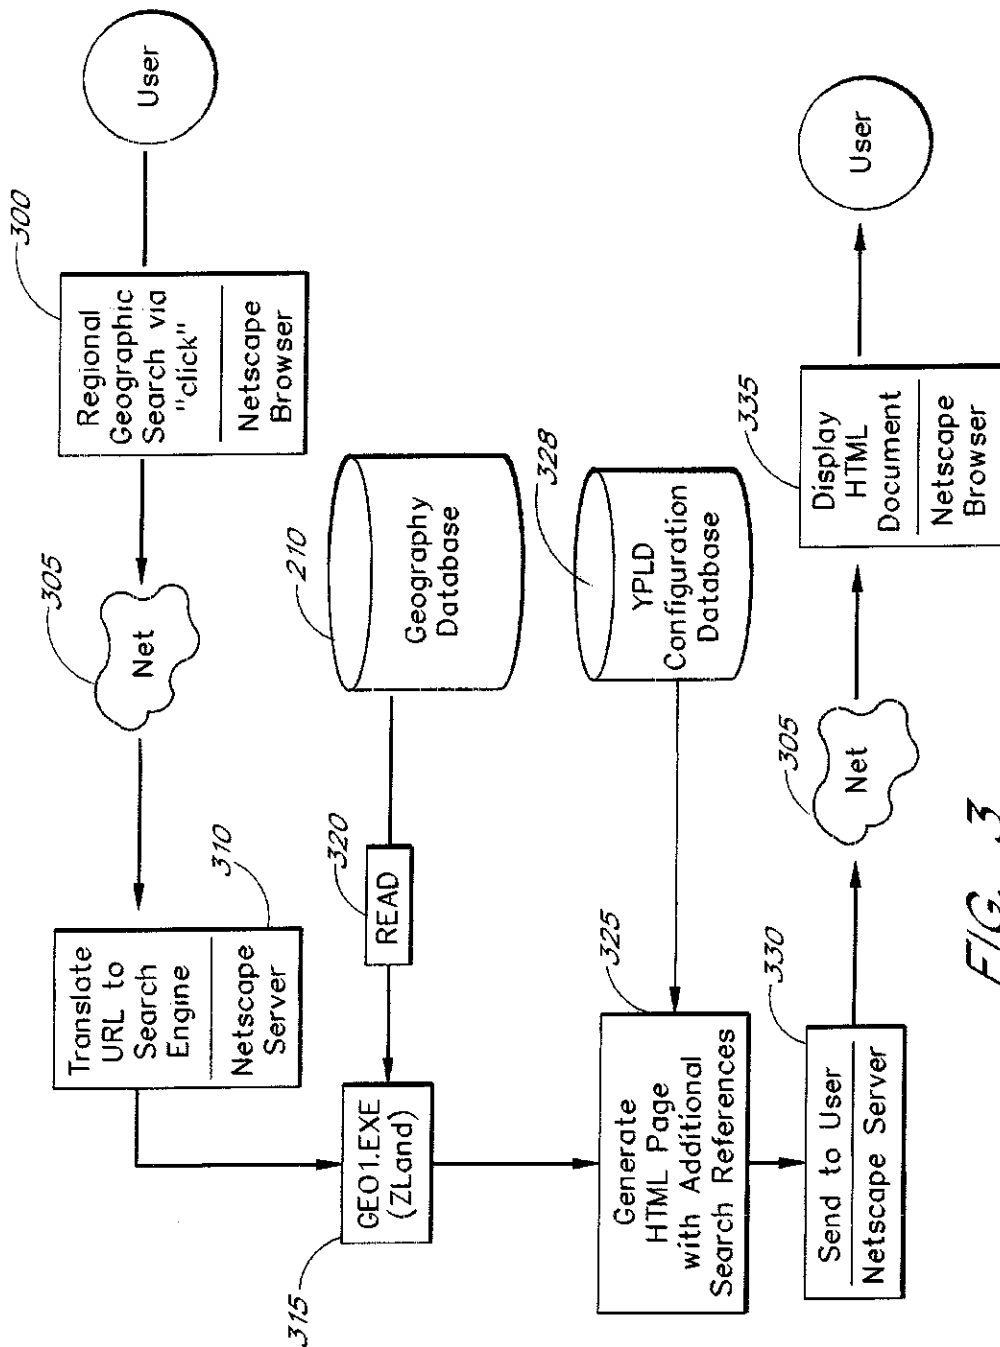 User
300
Regional
Geographic
Search via
"click"
Netscape
Browser
305
Net
310
Translate
URL to
Search
Engine
Netscape
Server
210
Geography
Database
320
READ
315
GEO1.EXE
(ZLand)
328
YPLD
Configuration
Database
325
Generate
HTML Page
with Additional
Search References
330
Send to User
Netscape Server
305
Net
335
Display
HTML
Document
Netscape
Browser
User
FIG. 3